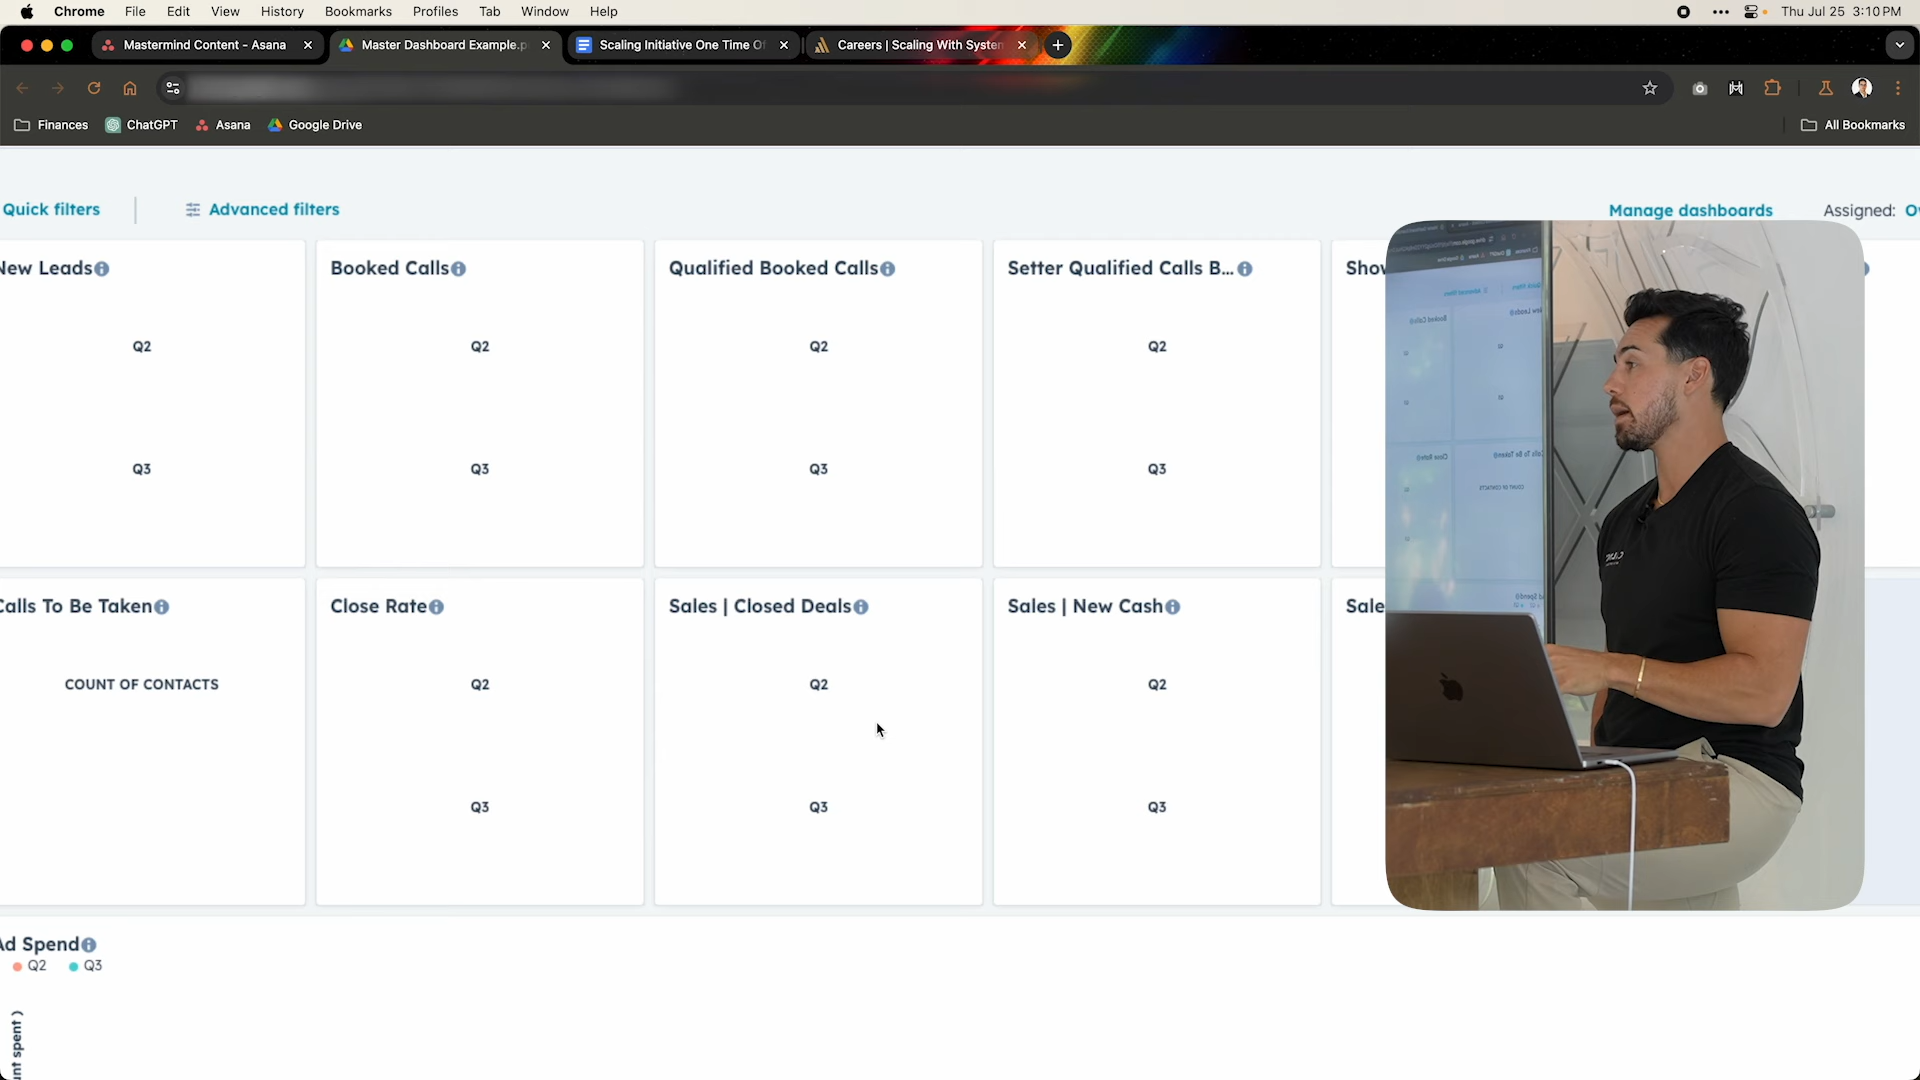 Chrome File Edit View History Bookmarks Profiles Tab Window Help
Thu Jul 25 3:10 PM
Mastermind Content - Asana
Master Dashboard Example.p
Scaling Initiative One Time Of
Careers | Scaling With System
Finances
ChatGPT
Asana
Google Drive
All Bookmarks
Quick filters
Advanced filters
Manage dashboards
Assigned:
New Leads
Q2
Q3
Booked Calls
Q2
Q3
Qualified Booked Calls
Q2
Q3
Setter Qualified Calls B...
Q2
Q3
Show
Calls To Be Taken
COUNT OF CONTACTS
Close Rate
Q2
Q3
Sales | Closed Deals
Q2
Q3
Sales | New Cash
Q2
Q3
Sale
Ad Spend
Q2 Q3
unt spent )